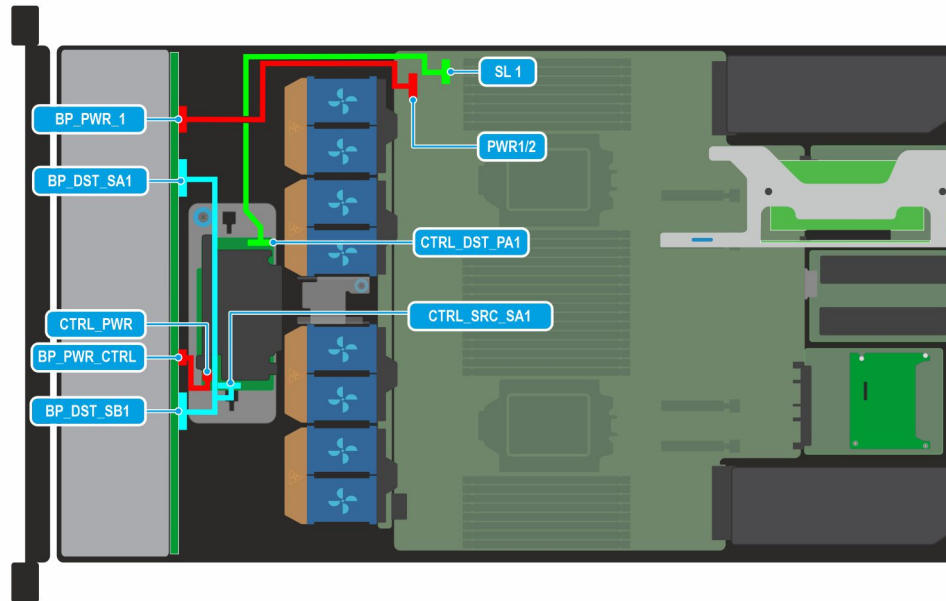 SL 1
BP_PWR_1
PWR1/2
BP_DST_SA1
CTRL_DST_PA1
CTRL_SRC_SA1
CTRL_PWR
BP_PWR_CTRL
BP_DST_SB1